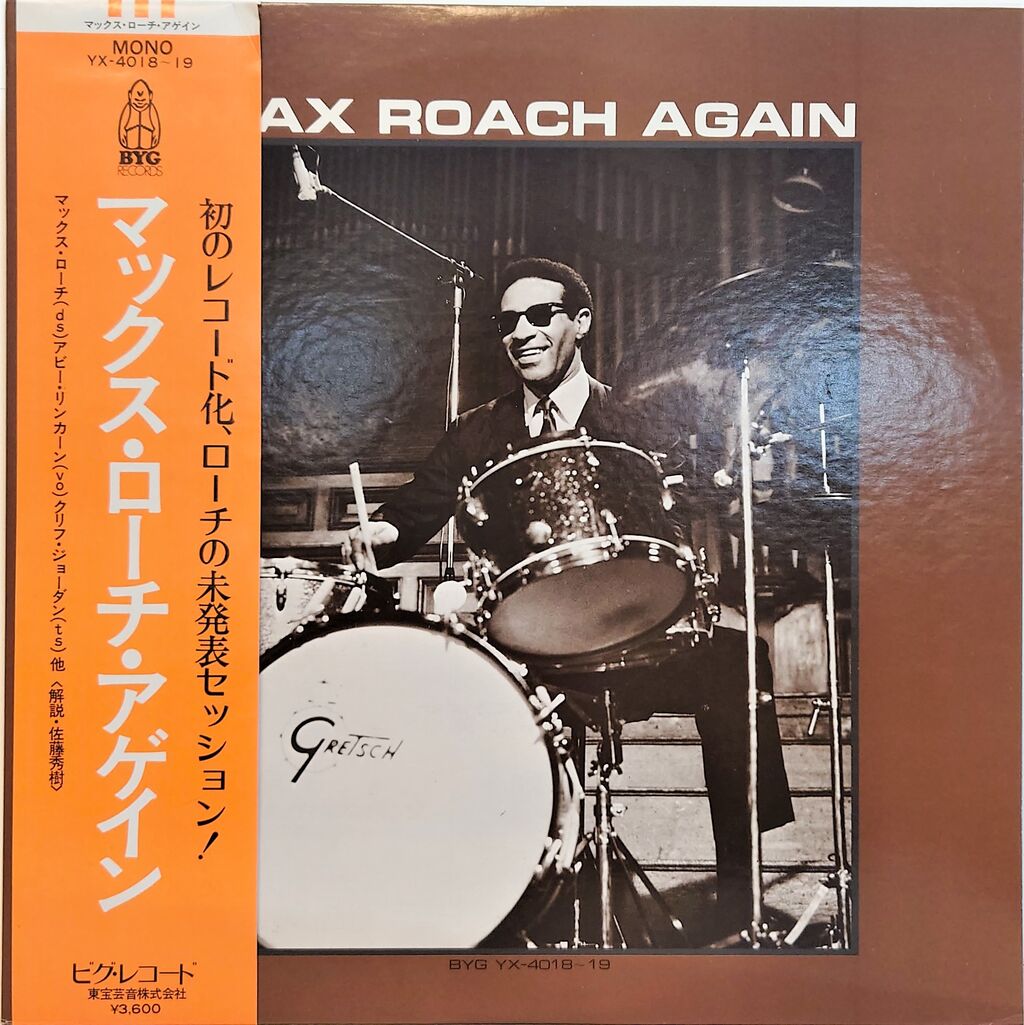 マックス・ローチ・アゲイン
MONO
YX-4018~19
BYG
RECORDS
初のレコード化、ローチの未発表セッション!
マックス・ローチ・アゲイン
マックス・ローチ(ds)アビー・リンカーン(vo)クリフ・ジョーダン(ts)他〈解説・佐藤秀樹〉
ビグ・レコード
東宝芸音株式会社
¥3,600
AX ROACH AGAIN
GRETSCH
BYG YX-4018~19